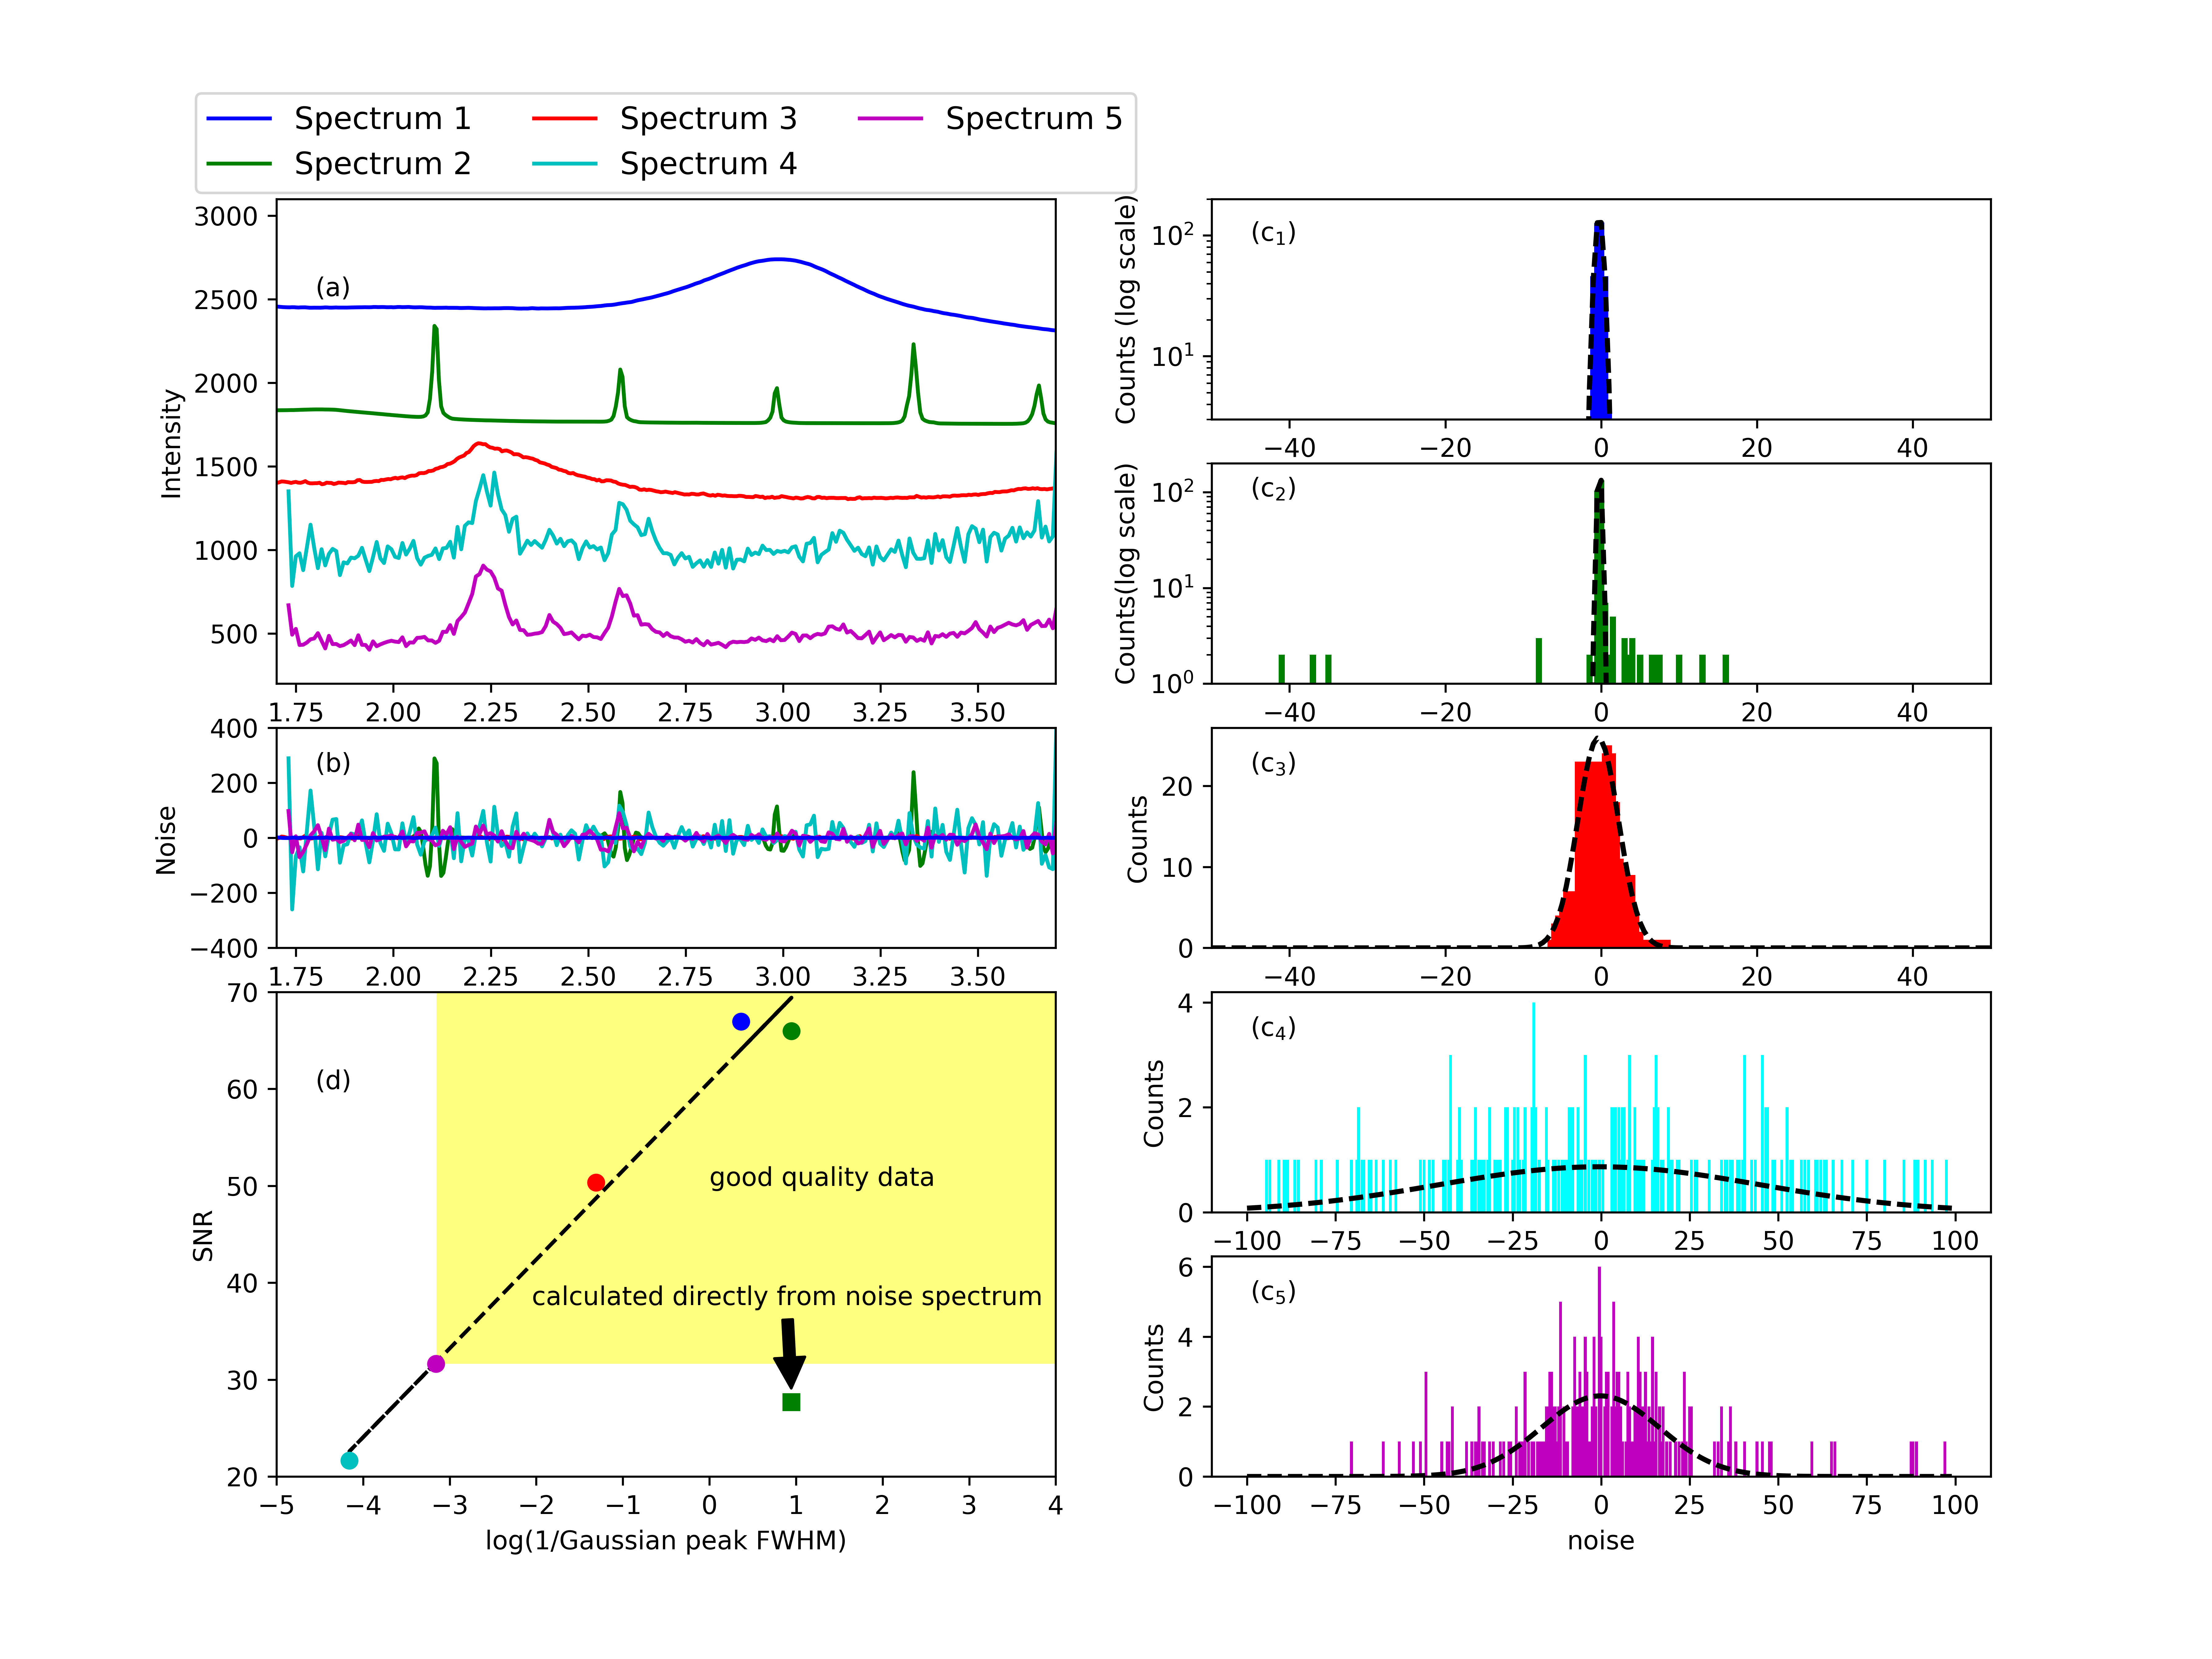 Spectrum 1 Spectrum 3 Spectrum 5
Spectrum 2 Spectrum 4
(a)
Intensity
3000
2500
2000
1500
1000
500
1.75 2.00 2.25 2.50 2.75 3.00 3.25 3.50
(b)
Noise
400
200
0
−200
−400
1.75 2.00 2.25 2.50 2.75 3.00 3.25 3.50
(d)
SNR
70
60
50
40
30
20
good quality data
calculated directly from noise spectrum
−5 −4 −3 −2 −1 0 1 2 3 4
log(1/Gaussian peak FWHM)
(c₁)
Counts (log scale)
10²
10¹
−40 −20 0 20 40
(c₂)
Counts(log scale)
10²
10¹
10⁰
−40 −20 0 20 40
(c₃)
Counts
20
10
0
−40 −20 0 20 40
(c₄)
Counts
4
2
0
−100 −75 −50 −25 0 25 50 75 100
(c₅)
Counts
6
4
2
0
−100 −75 −50 −25 0 25 50 75 100
noise